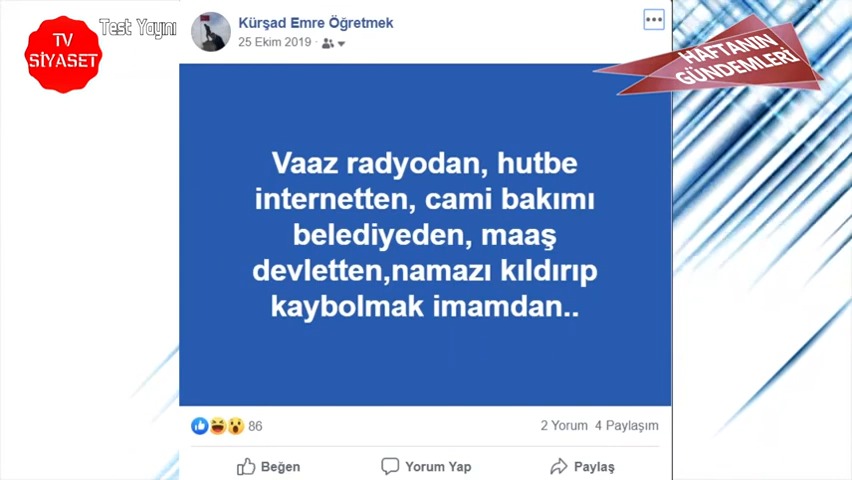 TV
SİYASET
Test Yayını
Kürşad Emre Öğretmek
25 Ekim 2019
HAFTANIN
GÜNDEMLERİ
Vaaz radyodan, hutbe
internetten, cami bakımı
belediyeden, maaş
devletten,namazı kıldırıp
kaybolmak imamdan..
86
2 Yorum 4 Paylaşım
Beğen
Yorum Yap
Paylaş